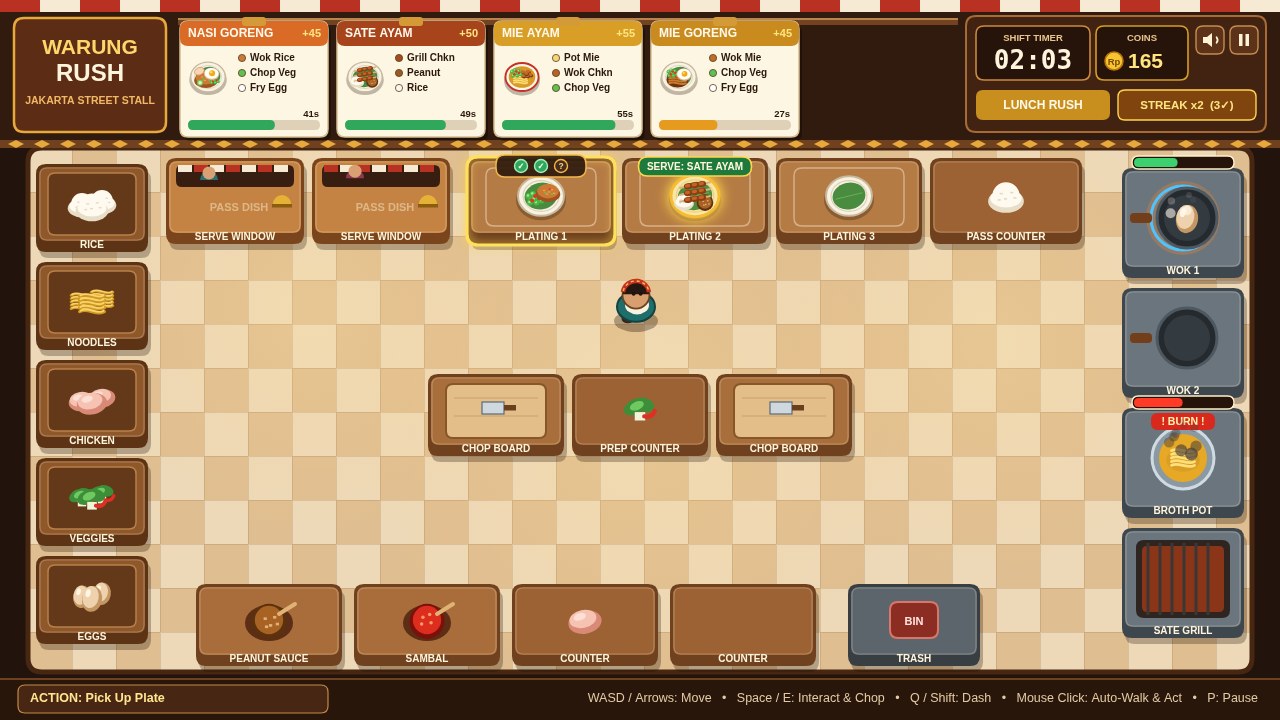 WARUNG
RUSH
JAKARTA STREET STALL
NASI GORENG +45
Wok Rice
Chop Veg
Fry Egg
41s
SATE AYAM +50
Grill Chkn
Peanut
Rice
49s
MIE AYAM +55
Pot Mie
Wok Chkn
Chop Veg
55s
MIE GORENG +45
Wok Mie
Chop Veg
Fry Egg
27s
SHIFT TIMER
02:03
COINS
Rp 165
LUNCH RUSH
STREAK x2 (3✓)
RICE
NOODLES
CHICKEN
VEGGIES
EGGS
PASS DISH
SERVE WINDOW
PASS DISH
SERVE WINDOW
✓ ✓ ?
PLATING 1
SERVE: SATE AYAM
PLATING 2
PLATING 3
PASS COUNTER
WOK 1
WOK 2
! BURN !
BROTH POT
SATE GRILL
CHOP BOARD
PREP COUNTER
CHOP BOARD
PEANUT SAUCE
SAMBAL
COUNTER
COUNTER
BIN
TRASH
ACTION: Pick Up Plate
WASD / Arrows: Move • Space / E: Interact & Chop • Q / Shift: Dash • Mouse Click: Auto-Walk & Act • P: Pause